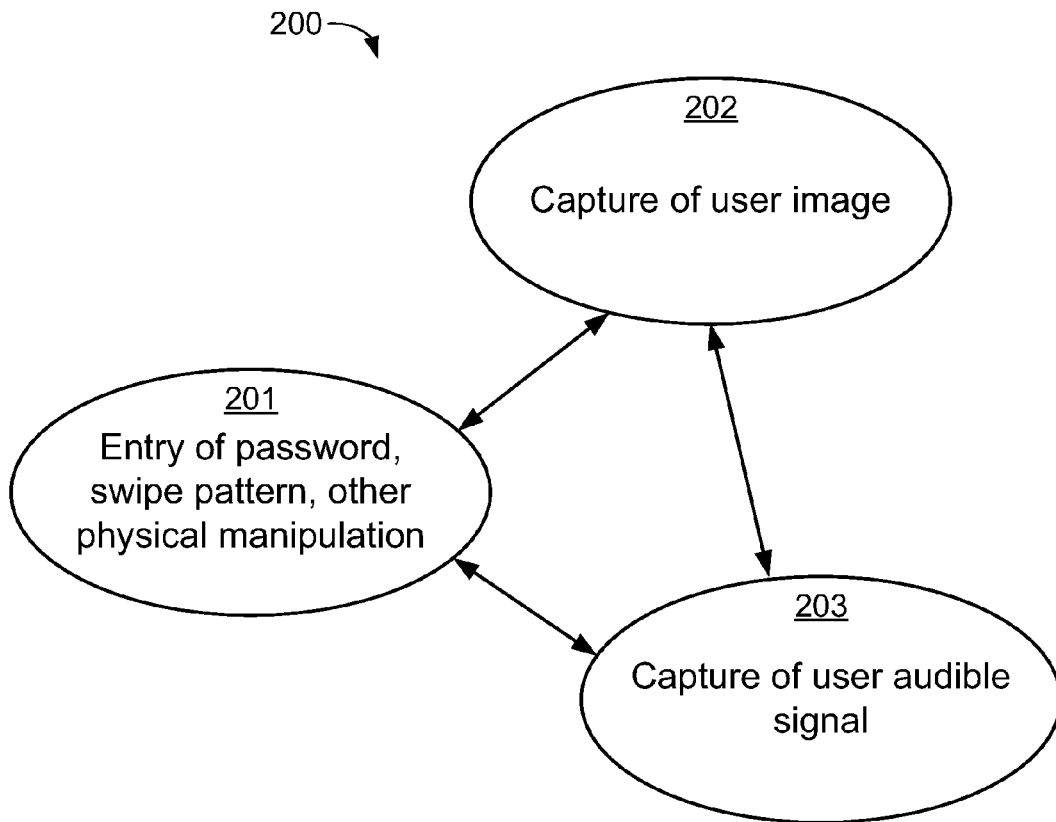 200
202
Capture of user image
201
Entry of password,
swipe pattern, other
physical manipulation
203
Capture of user audible
signal